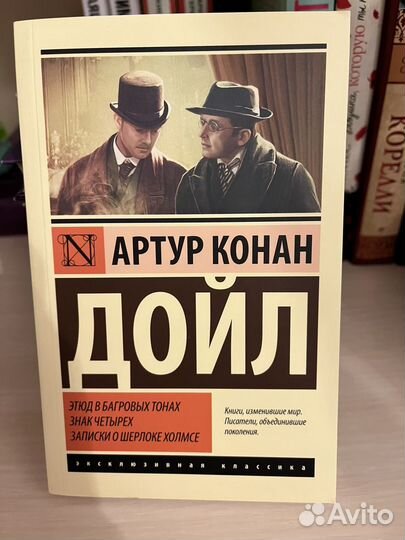 АРТУР КОНАН
ДОЙЛ
ЭТЮД В БАГРОВЫХ ТОНАХ
ЗНАК ЧЕТЫРЕХ
ЗАПИСКИ О ШЕРЛОКЕ ХОЛМСЕ
Книги, изменившие мир.
Писатели, объединившие
поколения.
эксклюзивная классика
КОРЕЛЛИ
Avito